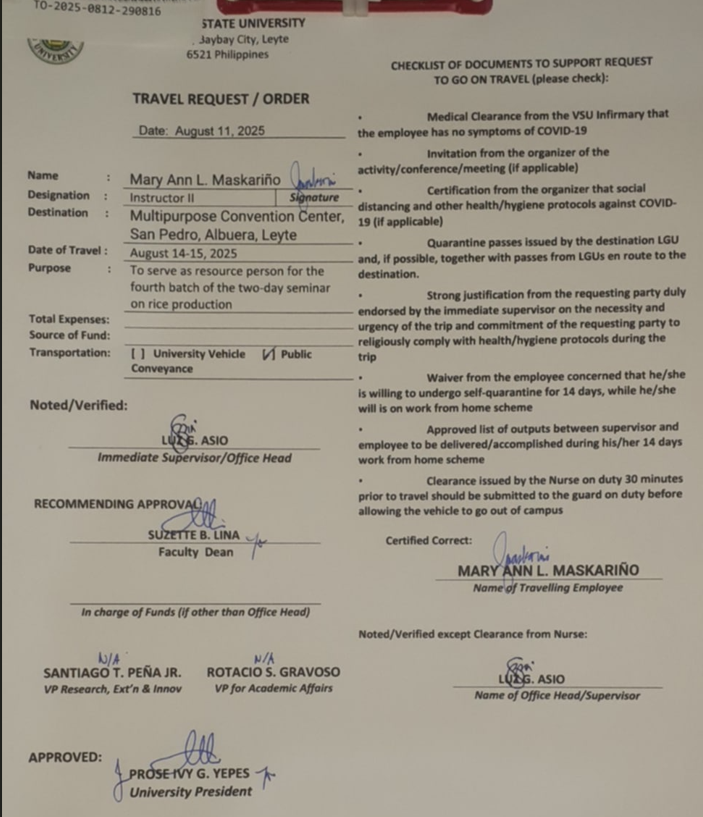 TO-2025-0812-290816
STATE UNIVERSITY
Jaybay City, Leyte
6521 Philippines
UNIVERSITY
TRAVEL REQUEST / ORDER
Date: August 11, 2025
Name : Mary Ann L. Maskariño
Designation : Instructor II Signature
Destination : Multipurpose Convention Center,
San Pedro, Albuera, Leyte
Date of Travel : August 14-15, 2025
Purpose : To serve as resource person for the
fourth batch of the two-day seminar
on rice production
Total Expenses:
Source of Fund:
Transportation: [ ] University Vehicle [✓] Public
Conveyance
Noted/Verified:
LUZ G. ASIO
Immediate Supervisor/Office Head
RECOMMENDING APPROVAL
SUZETTE B. LINA
Faculty Dean
In charge of Funds (if other than Office Head)
N/A N/A
SANTIAGO T. PEÑA JR. ROTACIO S. GRAVOSO
VP Research, Ext'n & Innov VP for Academic Affairs
APPROVED:
PROSE IVY G. YEPES
University President
CHECKLIST OF DOCUMENTS TO SUPPORT REQUEST
TO GO ON TRAVEL (please check):
• Medical Clearance from the VSU Infirmary that
the employee has no symptoms of COVID-19
• Invitation from the organizer of the
activity/conference/meeting (if applicable)
• Certification from the organizer that social
distancing and other health/hygiene protocols against COVID-
19 (if applicable)
• Quarantine passes issued by the destination LGU
and, if possible, together with passes from LGUs en route to the
destination.
• Strong justification from the requesting party duly
endorsed by the immediate supervisor on the necessity and
urgency of the trip and commitment of the requesting party to
religiously comply with health/hygiene protocols during the
trip
• Waiver from the employee concerned that he/she
is willing to undergo self-quarantine for 14 days, while he/she
will is on work from home scheme
• Approved list of outputs between supervisor and
employee to be delivered/accomplished during his/her 14 days
work from home scheme
• Clearance issued by the Nurse on duty 30 minutes
prior to travel should be submitted to the guard on duty before
allowing the vehicle to go out of campus
Certified Correct:
MARY ANN L. MASKARIÑO
Name of Travelling Employee
Noted/Verified except Clearance from Nurse:
LUZ G. ASIO
Name of Office Head/Supervisor